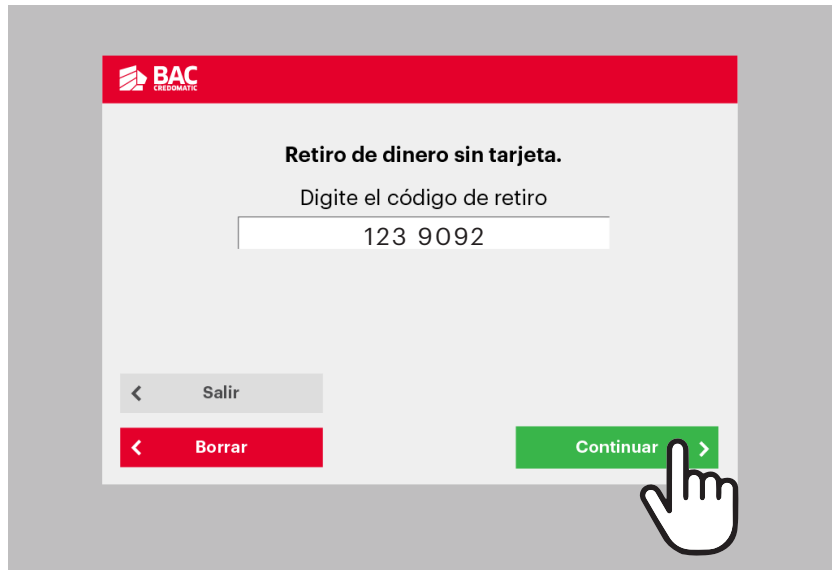 BAC
CREDOMATIC
Retiro de dinero sin tarjeta.
Digite el código de retiro
123 9092
Salir
Borrar
Continuar